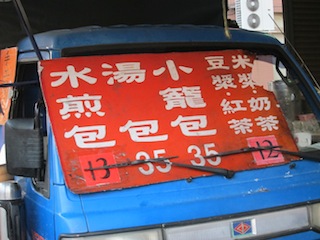 水煎包 13
湯包 35
小籠包 35
豆漿 米漿
紅茶 奶茶 12